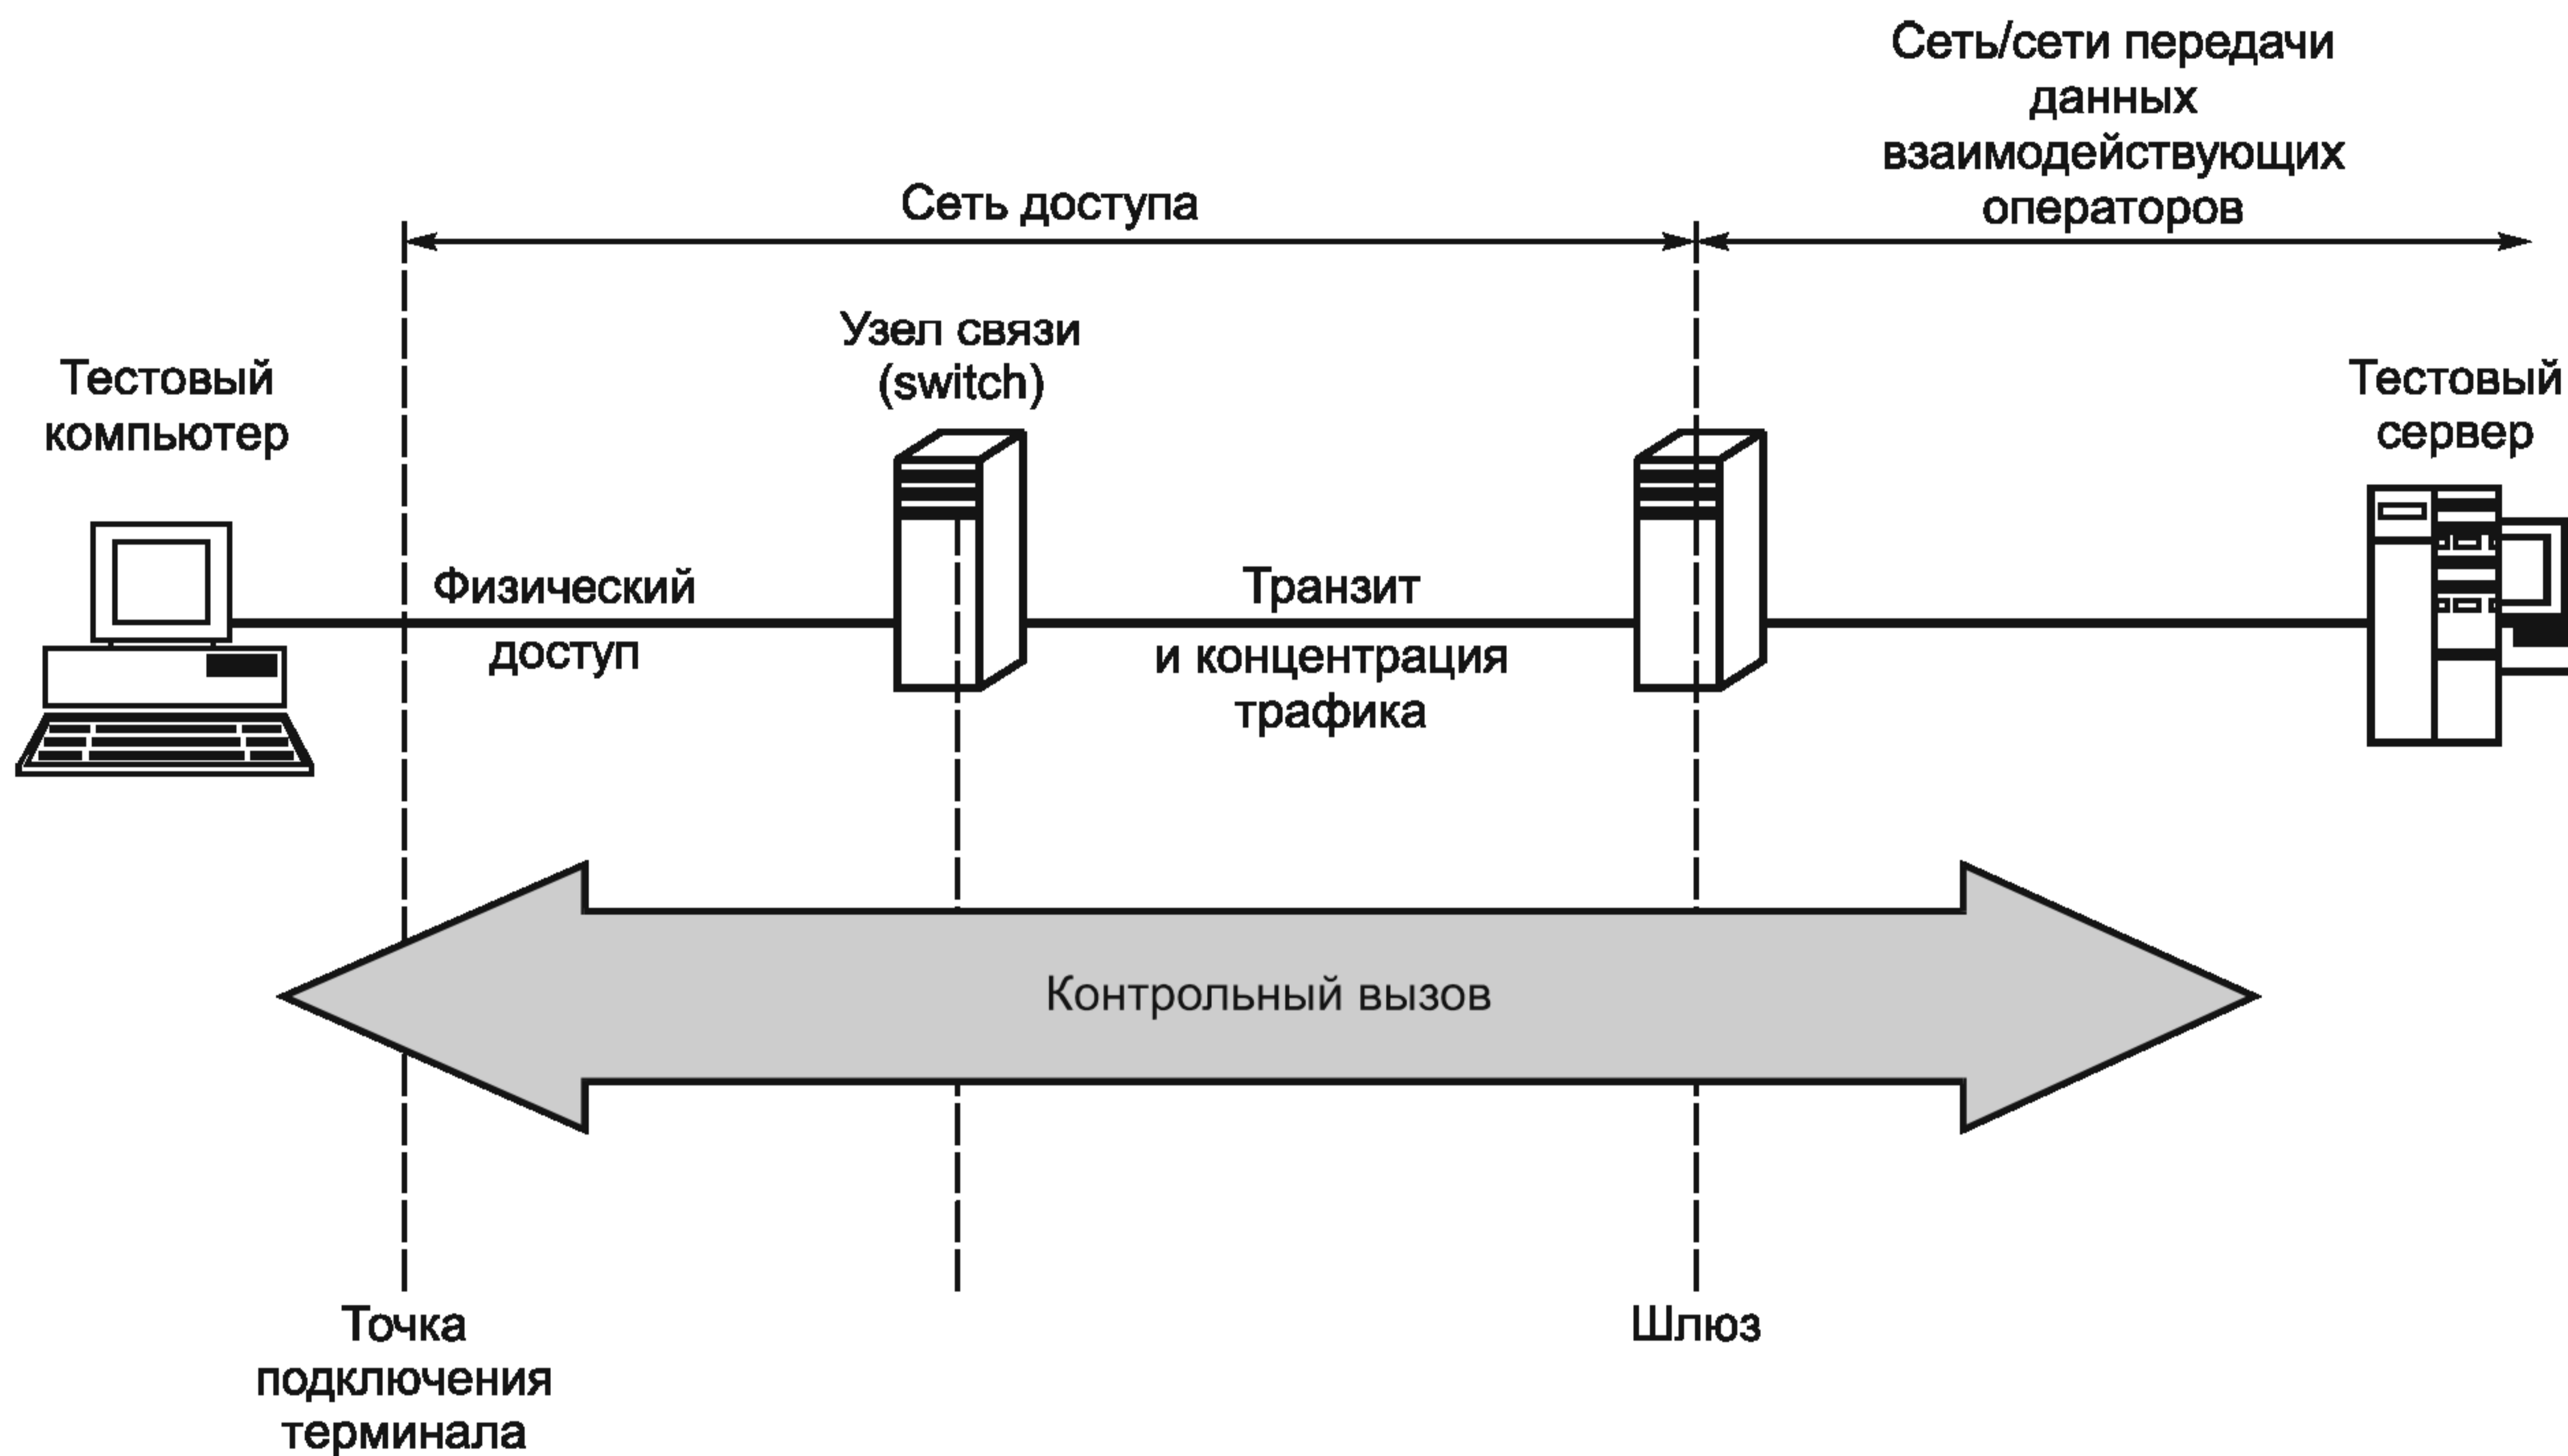 Сеть/сети передачи
данных
взаимодействующих
операторов
Сеть доступа
Узел связи
(switch)
Тестовый
компьютер
Тестовый
сервер
Физический
доступ
Транзит
и концентрация
трафика
Контрольный вызов
Точка
подключения
терминала
Шлюз